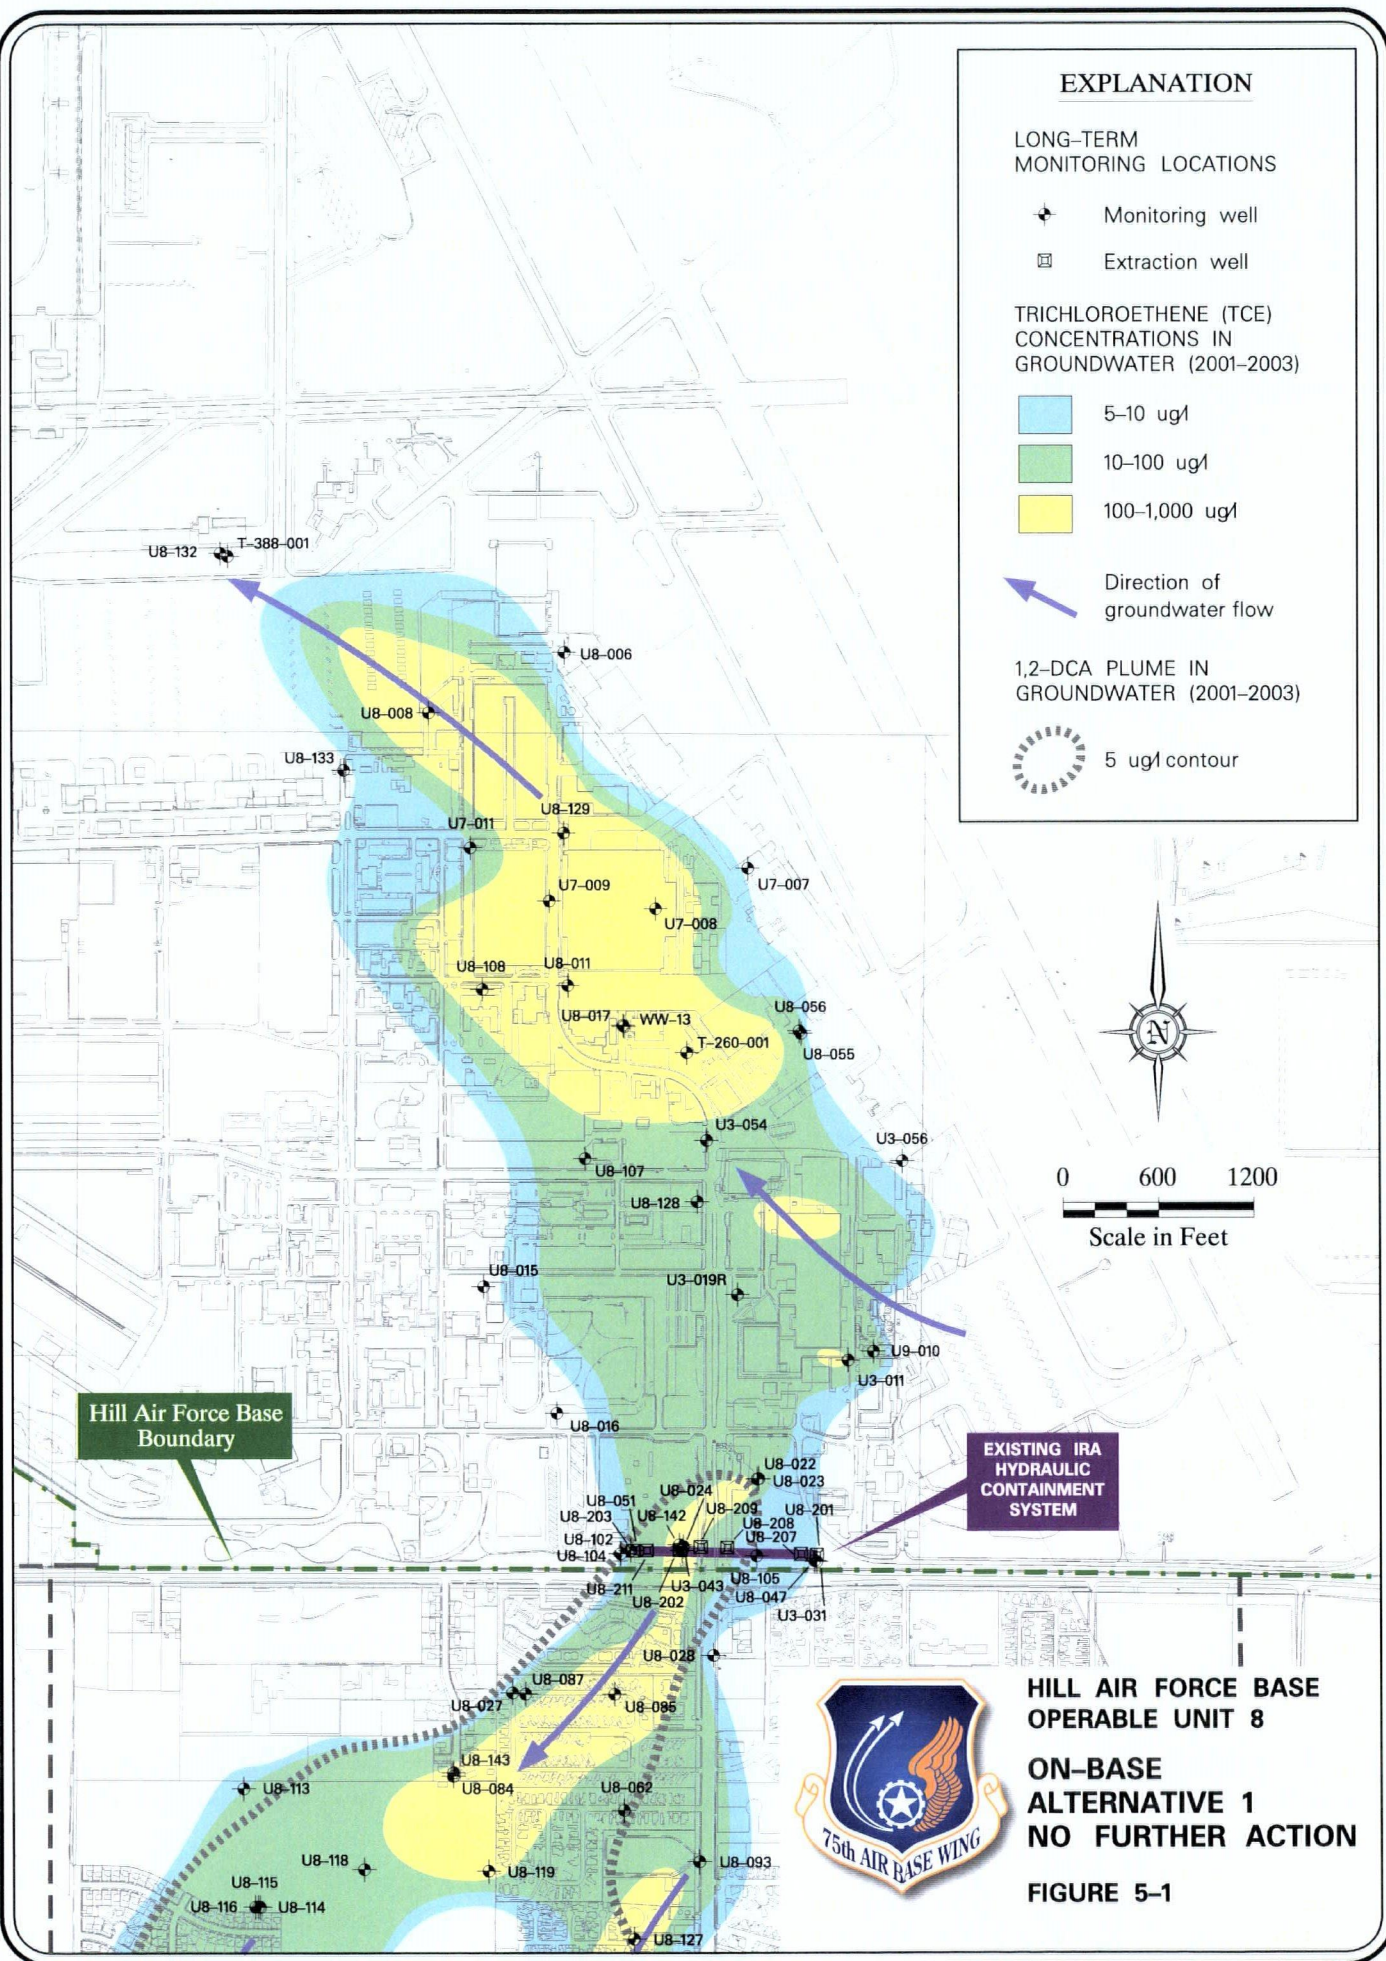 EXPLANATION
LONG-TERM
MONITORING LOCATIONS
Monitoring well
Extraction well
TRICHLOROETHENE (TCE)
CONCENTRATIONS IN
GROUNDWATER (2001-2003)
5-10 ug/l
10-100 ug/l
100-1,000 ug/l
Direction of
groundwater flow
1,2-DCA PLUME IN
GROUNDWATER (2001-2003)
5 ug/l contour
U8-132
T-388-001
U8-006
U8-008
U8-133
U8-129
U7-011
U7-007
U7-009
U7-008
U8-108
U8-011
U8-017
WW-13
U8-056
T-260-001
U8-055
N
U3-054
U3-056
U8-107
U8-128
0 600 1200
Scale in Feet
U8-015
U3-019R
U9-010
U3-011
Hill Air Force Base
Boundary
U8-016
EXISTING IRA
HYDRAULIC
CONTAINMENT
SYSTEM
U8-022
U8-023
U8-024
U8-051
U8-209
U8-201
U8-203
U8-142
U8-208
U8-102
U8-207
U8-104
U8-105
U8-211
U3-043
U8-047
U8-202
U3-031
U8-028
U8-087
U8-027
U8-085
U8-143
U8-084
U8-113
U8-062
U8-118
U8-119
U8-093
U8-115
U8-116
U8-114
U8-127
75th AIR BASE WING
HILL AIR FORCE BASE
OPERABLE UNIT 8
ON-BASE
ALTERNATIVE 1
NO FURTHER ACTION
FIGURE 5-1